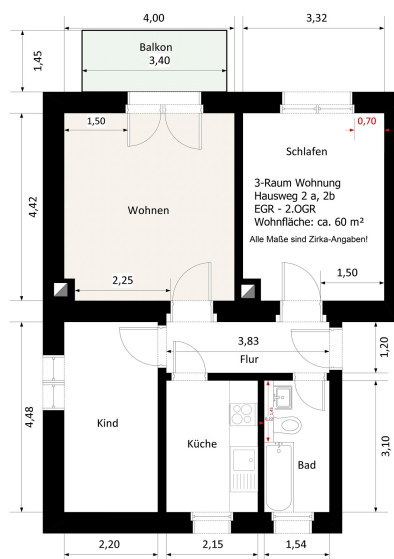 4,00
3,32
1,45
Balkon
3,40
1,50
0,70
Schlafen
4,42
3-Raum Wohnung
Hausweg 2 a, 2b
EGR - 2.OGR
Wohnfläche: ca. 60 m²
Alle Maße sind Zirka-Angaben!
Wohnen
2,25
1,50
3,83
Flur
1,20
4,48
Kind
Küche
Bad
3,10
2,20
2,15
1,54